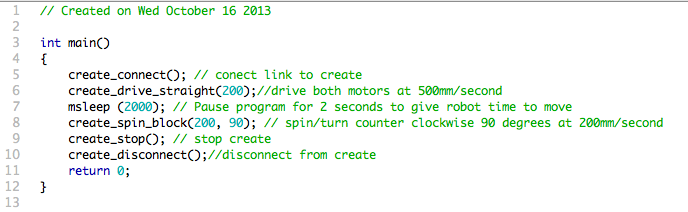 1 // Created on Wed October 16 2013
2
3 int main()
4 {
5 create_connect(); // conect link to create
6 create_drive_straight(200);//drive both motors at 500mm/second
7 msleep (2000); // Pause program for 2 seconds to give robot time to move
8 create_spin_block(200, 90); // spin/turn counter clockwise 90 degrees at 200mm/second
9 create_stop(); // stop create
10 create_disconnect();//disconnect from create
11 return 0;
12 }
13